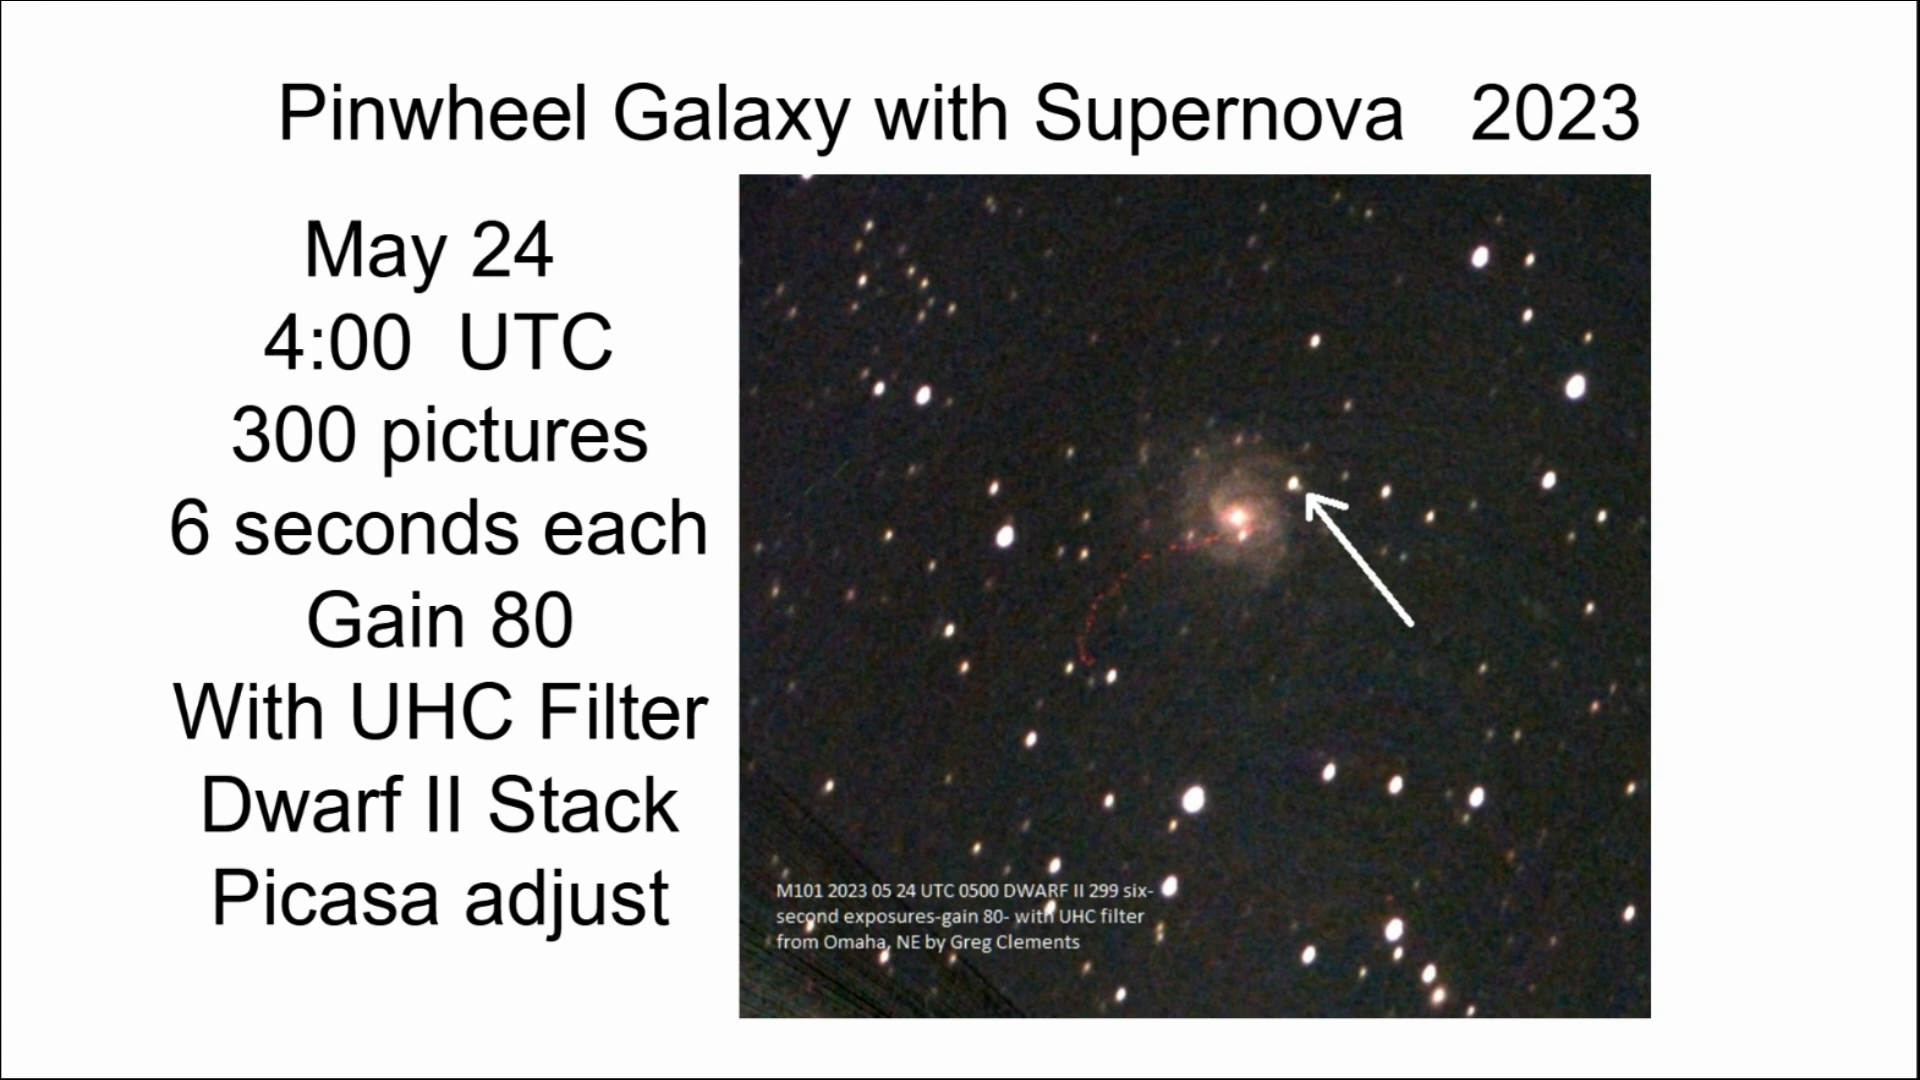 Pinwheel Galaxy with Supernova 2023
May 24
4:00 UTC
300 pictures
6 seconds each
Gain 80
With UHC Filter
Dwarf II Stack
Picasa adjust
M101 2023 05 24 UTC 0500 DWARF II 299 six-
second exposures-gain 80- with UHC filter
from Omaha, NE by Greg Clements